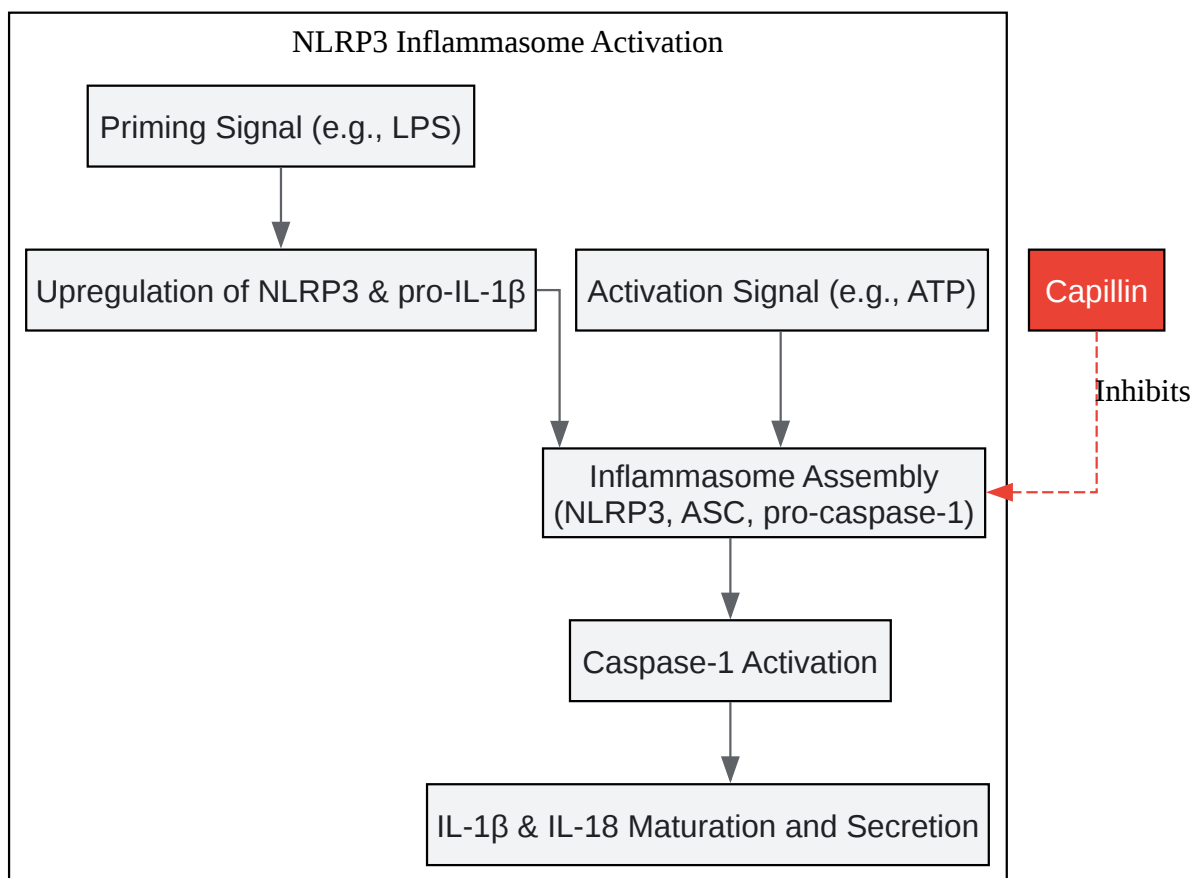 NLRP3 Inflammasome Activation
Priming Signal (e.g., LPS)
Upregulation of NLRP3 & pro-IL-1β
Activation Signal (e.g., ATP)
Capillin
Inhibits
Inflammasome Assembly
(NLRP3, ASC, pro-caspase-1)
Caspase-1 Activation
IL-1β & IL-18 Maturation and Secretion